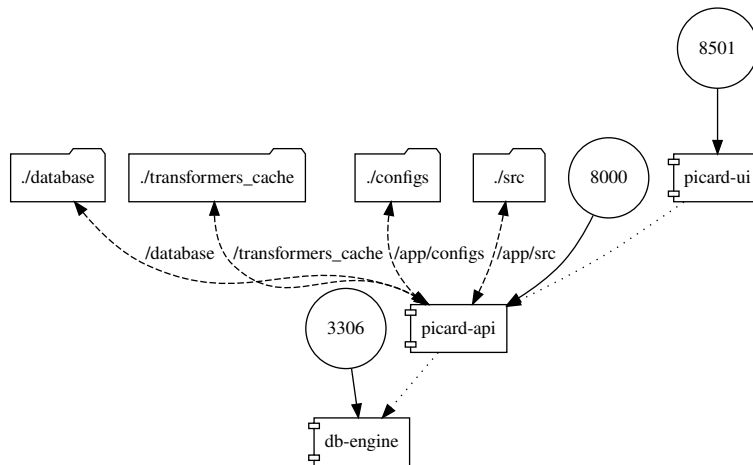 8501
./database
./transformers_cache
./configs
./src
8000
picard-ui
/database
/transformers_cache
/app/configs
/app/src
3306
picard-api
db-engine